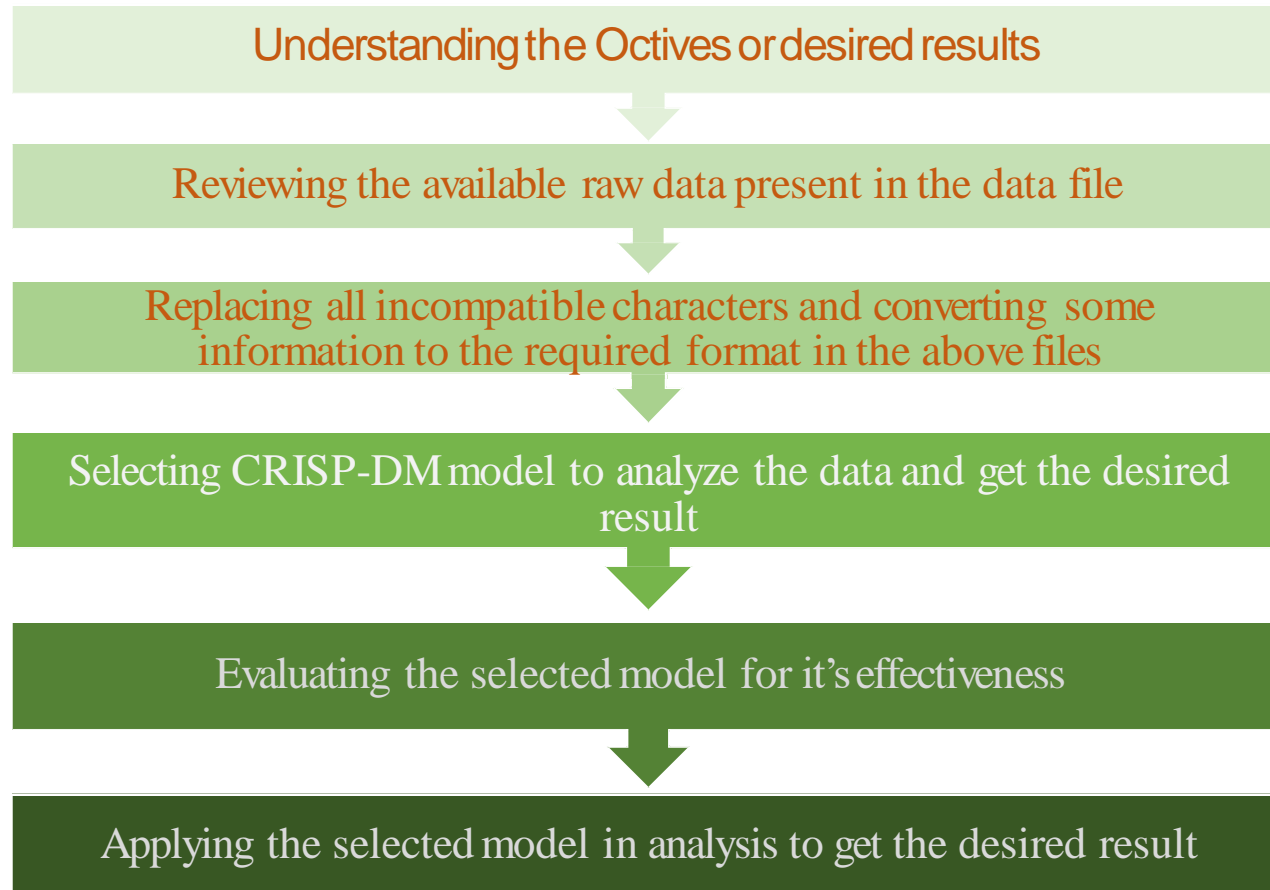 Understanding the Octives or desired results
Reviewing the available raw data present in the data file
Replacing all incompatible characters and converting some
information to the required format in the above files
Selecting CRISP-DM model to analyze the data and get the desired
result
Evaluating the selected model for it’s effectiveness
Applying the selected model in analysis to get the desired result